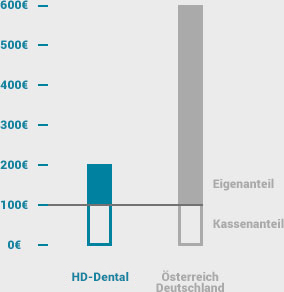 600€
500€
400€
300€
200€
Eigenanteil
100€
Kassenanteil
0€
HD-Dental
Österreich
Deutschland